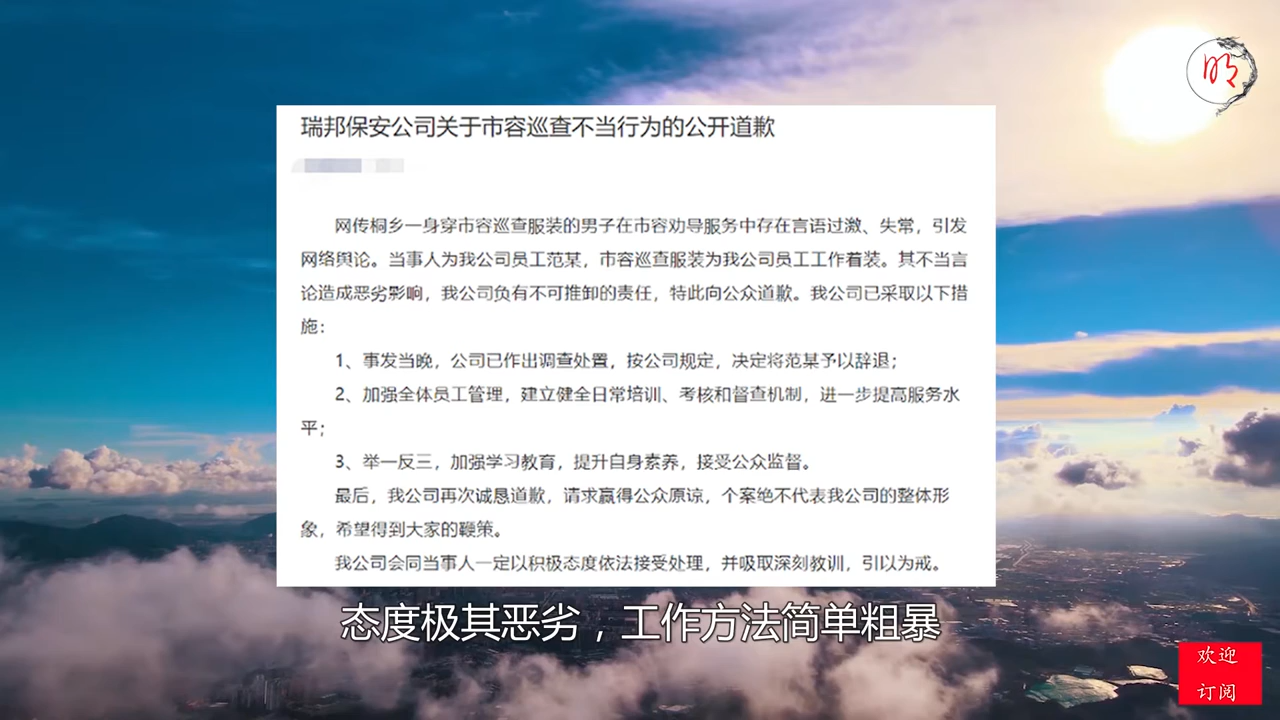 明
瑞邦保安公司关于市容巡查不当行为的公开道歉
网传桐乡一身穿市容巡查服装的男子在市容劝导服务中存在言语过激、失常，引发
网络舆论。当事人为我公司员工范某，市容巡查服装为我公司员工工作着装。其不当言
论造成恶劣影响，我公司负有不可推卸的责任，特此向公众道歉。我公司已采取以下措
施：
1、事发当晚，公司已作出调查处置，按公司规定，决定将范某予以辞退；
2、加强全体员工管理，建立健全日常培训、考核和督查机制，进一步提高服务水
平；
3、举一反三，加强学习教育，提升自身素养，接受公众监督。
最后，我公司再次诚恳道歉，请求赢得公众原谅，个案绝不代表我公司的整体形
象，希望得到大家的鞭策。
我公司会同当事人一定以积极态度依法接受处理，并吸取深刻教训，引以为戒。
态度极其恶劣，工作方法简单粗暴
欢迎
订阅